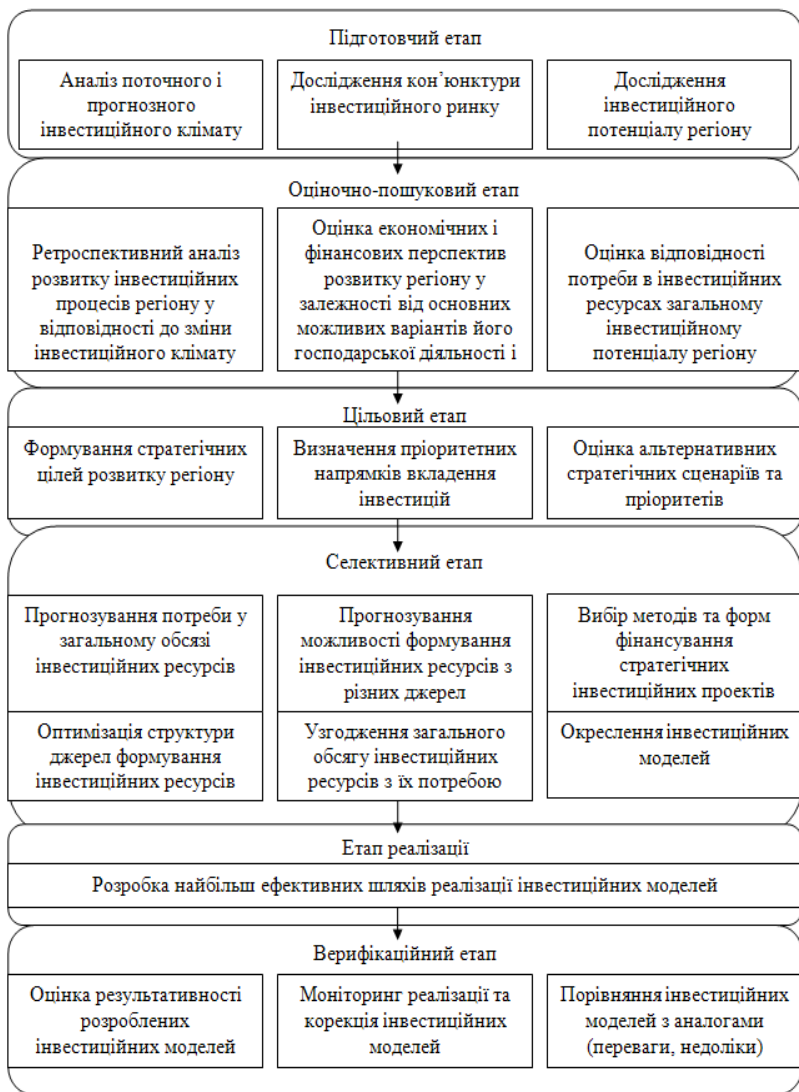 Підготовчий етап
Аналіз поточного і
прогнозного
інвестиційного клімату
Дослідження кон’юнктури
інвестиційного ринку
Дослідження
інвестиційного
потенціалу регіону
Оціночно-пошуковий етап
Ретроспективний аналіз
розвитку інвестиційних
процесів регіону у
відповідності до зміни
інвестиційного клімату
Оцінка економічних і
фінансових перспектив
розвитку регіону у
залежності від основних
можливих варіантів його
господарської діяльності і
Оцінка відповідності
потреби в інвестиційних
ресурсах загальному
інвестиційному
потенціалу регіону
Цільовий етап
Формування стратегічних
цілей розвитку регіону
Визначення пріоритетних
напрямків вкладення
інвестицій
Оцінка альтернативних
стратегічних сценаріїв та
пріоритетів
Селективний етап
Прогнозування потреби у
загальному обсязі
інвестиційних ресурсів
Прогнозування
можливості формування
інвестиційних ресурсів з
різних джерел
Вибір методів та форм
фінансування
стратегічних
інвестиційних проектів
Оптимізація структури
джерел формування
інвестиційних ресурсів
Узгодження загального
обсягу інвестиційних
ресурсів з їх потребою
Окреслення інвестиційних
моделей
Етап реалізації
Розробка найбільш ефективних шляхів реалізації інвестиційних моделей
Верифікаційний етап
Оцінка результативності
розроблених
інвестиційних моделей
Моніторинг реалізації та
корекція інвестиційних
моделей
Порівняння інвестиційних
моделей з аналогами
(переваги, недоліки)